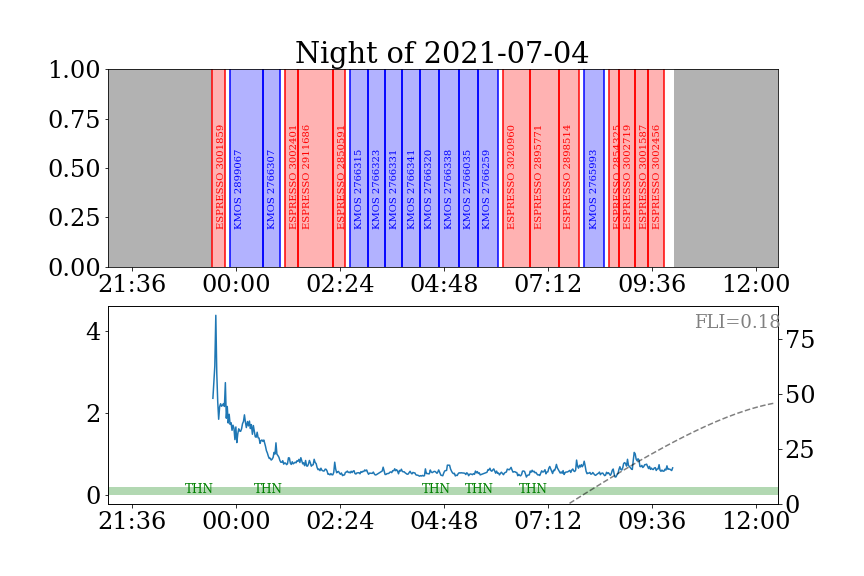 Night of 2021-07-04
1.00
0.75
0.50
0.25
0.00
ESPRESSO 3001859
KMOS 2899067
KMOS 2766307
ESPRESSO 3002401
ESPRESSO 2911686
ESPRESSO 2850591
KMOS 2766315
KMOS 2766323
KMOS 2766331
KMOS 2766341
KMOS 2766320
KMOS 2766338
KMOS 2766035
KMOS 2766259
ESPRESSO 3020960
ESPRESSO 2895771
ESPRESSO 2898514
KMOS 2765993
ESPRESSO 2854325
ESPRESSO 3002719
ESPRESSO 3001587
ESPRESSO 3002456
21:36 00:00 02:24 04:48 07:12 09:36 12:00
FLI=0.18
4
2
0
75
50
25
0
THN THN THN THN THN
21:36 00:00 02:24 04:48 07:12 09:36 12:00